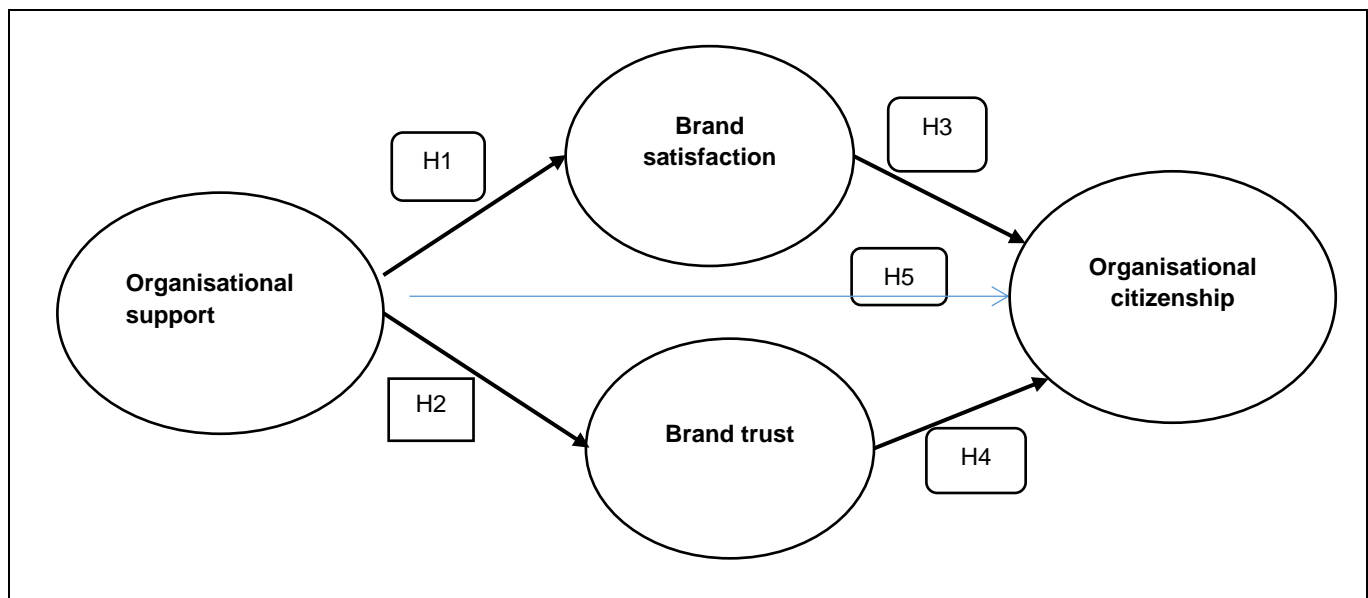 Brand
satisfaction
H3
H1
Organisational
support
H5
Organisational
citizenship
H2
Brand trust
H4